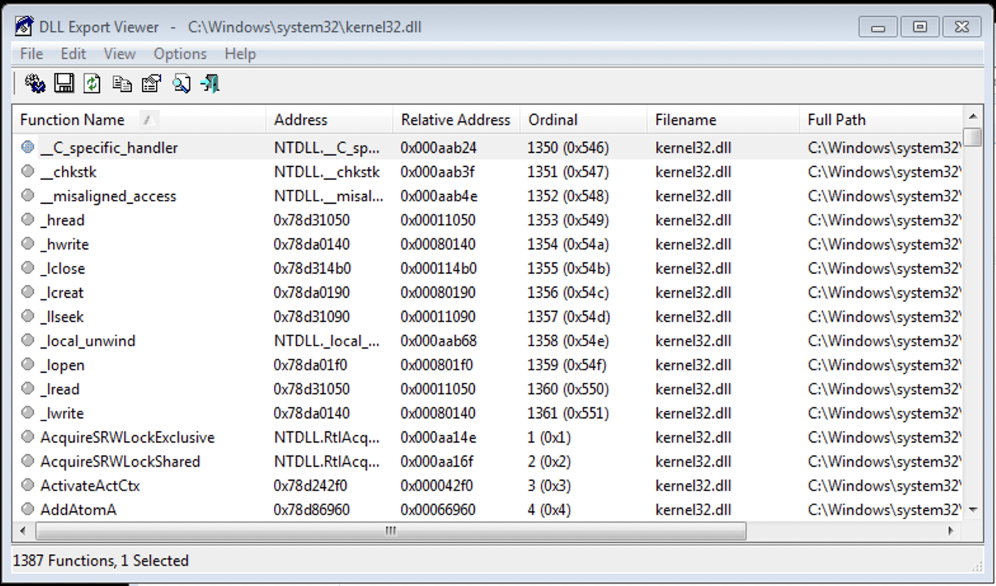 DLL Export Viewer - C:\Windows\system32\kernel32.dll
File Edit View Options Help
Function Name Address Relative Address Ordinal Filename Full Path
__C_specific_handler NTDLL.__C_sp... 0x000aab24 1350 (0x546) kernel32.dll C:\Windows\system32\
__chkstk NTDLL.__chkstk 0x000aab3f 1351 (0x547) kernel32.dll C:\Windows\system32\
__misaligned_access NTDLL.__misal... 0x000aab4e 1352 (0x548) kernel32.dll C:\Windows\system32\
_hread 0x78d31050 0x00011050 1353 (0x549) kernel32.dll C:\Windows\system32\
_hwrite 0x78da0140 0x00080140 1354 (0x54a) kernel32.dll C:\Windows\system32\
_lclose 0x78d314b0 0x000114b0 1355 (0x54b) kernel32.dll C:\Windows\system32\
_lcreat 0x78da0190 0x00080190 1356 (0x54c) kernel32.dll C:\Windows\system32\
_llseek 0x78d31090 0x00011090 1357 (0x54d) kernel32.dll C:\Windows\system32\
_local_unwind NTDLL._local_... 0x000aab68 1358 (0x54e) kernel32.dll C:\Windows\system32\
_lopen 0x78da01f0 0x000801f0 1359 (0x54f) kernel32.dll C:\Windows\system32\
_lread 0x78d31050 0x00011050 1360 (0x550) kernel32.dll C:\Windows\system32\
_lwrite 0x78da0140 0x00080140 1361 (0x551) kernel32.dll C:\Windows\system32\
AcquireSRWLockExclusive NTDLL.RtlAcq... 0x000aa14e 1 (0x1) kernel32.dll C:\Windows\system32\
AcquireSRWLockShared NTDLL.RtlAcq... 0x000aa16f 2 (0x2) kernel32.dll C:\Windows\system32\
ActivateActCtx 0x78d242f0 0x000042f0 3 (0x3) kernel32.dll C:\Windows\system32\
AddAtomA 0x78d86960 0x00066960 4 (0x4) kernel32.dll C:\Windows\system32\
1387 Functions, 1 Selected